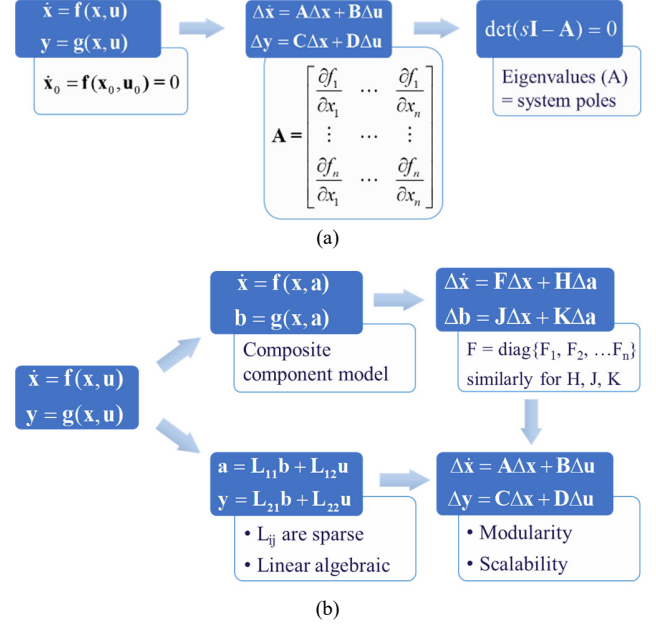 ẋ = f(x,u)
y = g(x,u)
ẋ₀ = f(x₀,u₀) = 0
Δẋ = AΔx + BΔu
Δy = CΔx + DΔu
A = [ ∂f₁/∂x₁ ⋯ ∂f₁/∂xₙ
⋮ ⋯ ⋮
∂fₙ/∂x₁ ⋯ ∂fₙ/∂xₙ ]
dct(sI − A) = 0
Eigenvalues (A)
= system poles
(a)
ẋ = f(x,u)
y = g(x,u)
ẋ = f(x,a)
b = g(x,a)
Composite
component model
Δẋ = FΔx + HΔa
Δb = JΔx + KΔa
F = diag{F₁, F₂, …Fₙ}
similarly for H, J, K
a = L₁₁b + L₁₂u
y = L₂₁b + L₂₂u
• Lᵢⱼ are sparse
• Linear algebraic
Δẋ = AΔx + BΔu
Δy = CΔx + DΔu
• Modularity
• Scalability
(b)